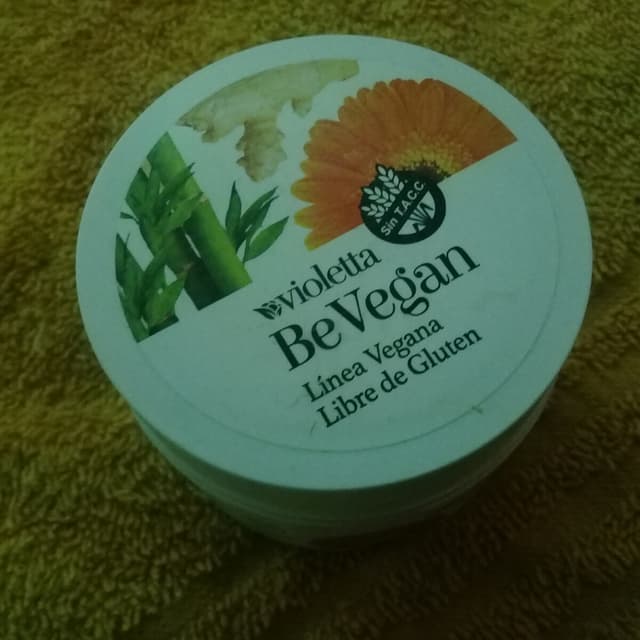 SIN T.A.C.C.
violetta
BeVegan
Línea Vegana
Libre de Gluten